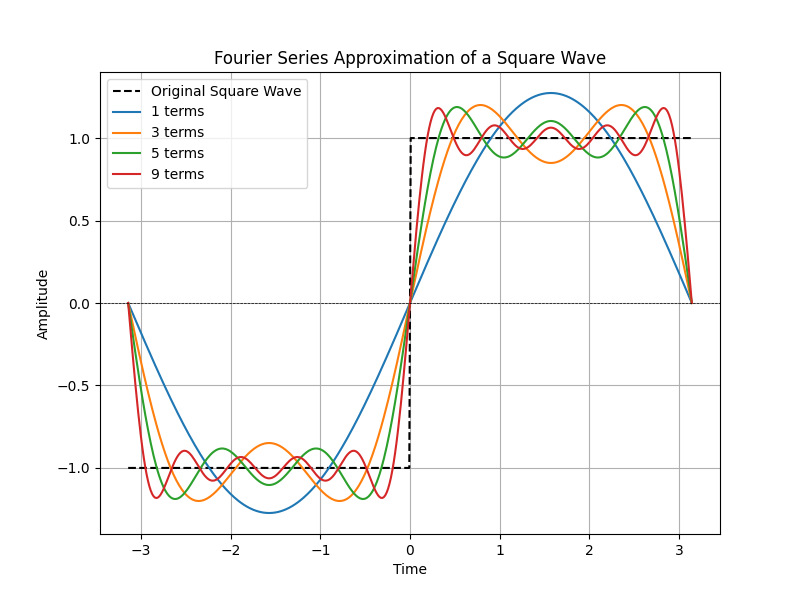 Fourier Series Approximation of a Square Wave
Original Square Wave
1 terms
3 terms
5 terms
9 terms
1.0
0.5
0.0
−0.5
−1.0
Amplitude
−3 −2 −1 0 1 2 3
Time